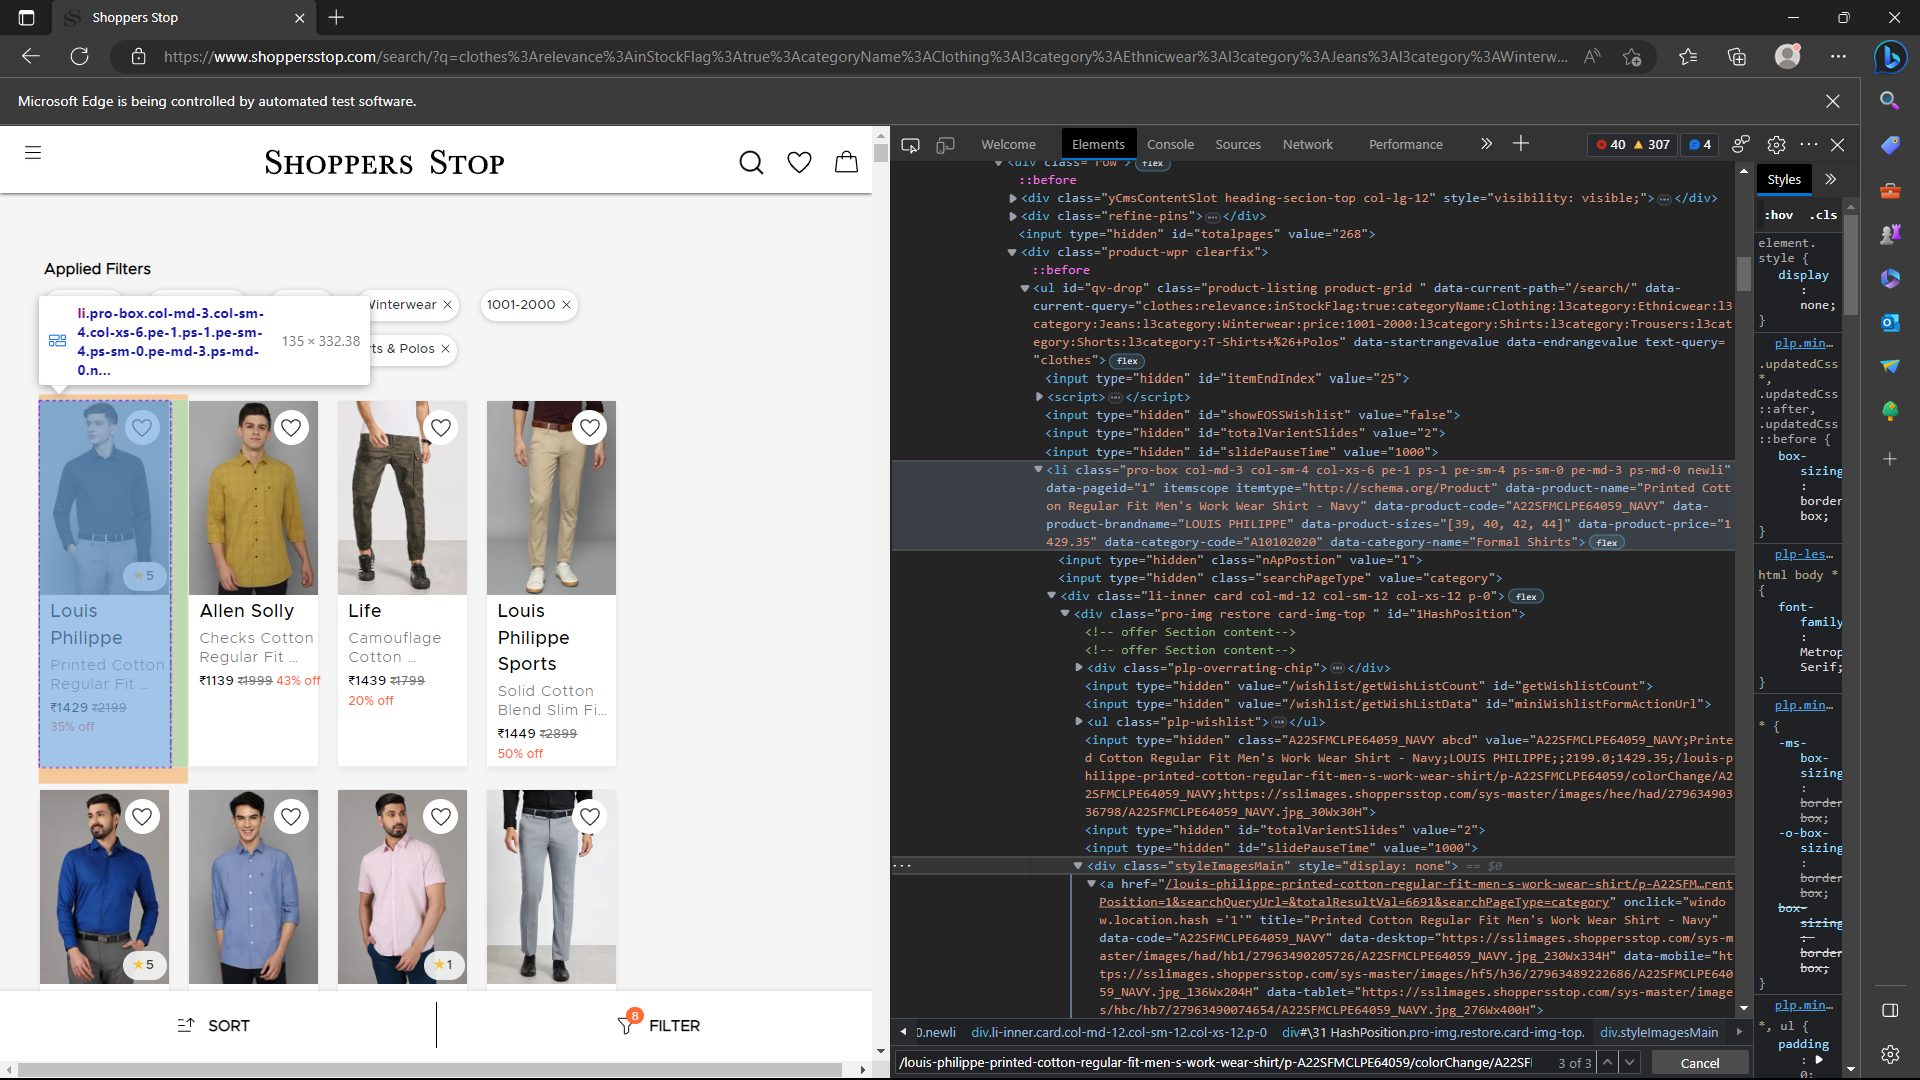 Shoppers Stop
https://www.shoppersstop.com/search/?q=clothes%3Arelevance%3AinStockFlag%3Atrue%3AcategoryName%3AClothing%3Al3category%3AEthnicwear%3Al3category%3AJeans%3Al3category%3AWinterw...
Microsoft Edge is being controlled by automated test software.
SHOPPERS STOP
Applied Filters
Winterwear ×
1001-2000 ×
ts & Polos ×
li.pro-box.col-md-3.col-sm-
4.col-xs-6.pe-1.ps-1.pe-sm-
4.ps-sm-0.pe-md-3.ps-md-
0.n...
135 × 332.38
★5
Louis
Philippe
Printed Cotton
Regular Fit ...
₹1429 ₹2199
35% off
Allen Solly
Checks Cotton
Regular Fit ...
₹1139 ₹1999 43% off
Life
Camouflage
Cotton ...
₹1439 ₹1799
20% off
Louis
Philippe
Sports
Solid Cotton
Blend Slim Fi...
₹1449 ₹2899
50% off
★5
★1
SORT
8
FILTER
Welcome Elements Console Sources Network Performance
40 307 4
<div class="row"> flex
::before
<div class="yCmsContentSlot heading-secion-top col-lg-12" style="visibility: visible;">…</div>
<div class="refine-pins">…</div>
<input type="hidden" id="totalpages" value="268">
<div class="product-wpr clearfix">
::before
<ul id="qv-drop" class="product-listing product-grid " data-current-path="/search/" data-
current-query="clothes:relevance:inStockFlag:true:categoryName:Clothing:l3category:Ethnicwear:l3
category:Jeans:l3category:Winterwear:price:1001-2000:l3category:Shirts:l3category:Trousers:l3cat
egory:Shorts:l3category:T-Shirts+%26+Polos" data-startrangevalue data-endrangevalue text-query=
"clothes"> flex
<input type="hidden" id="itemEndIndex" value="25">
<script>…</script>
<input type="hidden" id="showEOSSWishlist" value="false">
<input type="hidden" id="totalVarientSlides" value="2">
<input type="hidden" id="slidePauseTime" value="1000">
<li class="pro-box col-md-3 col-sm-4 col-xs-6 pe-1 ps-1 pe-sm-4 ps-sm-0 pe-md-3 ps-md-0 newli"
data-pageid="1" itemscope itemtype="http://schema.org/Product" data-product-name="Printed Cott
on Regular Fit Men's Work Wear Shirt - Navy" data-product-code="A22SFMCLPE64059_NAVY" data-
product-brandname="LOUIS PHILIPPE" data-product-sizes="[39, 40, 42, 44]" data-product-price="1
429.35" data-category-code="A10102020" data-category-name="Formal Shirts"> flex
<input type="hidden" class="nApPostion" value="1">
<input type="hidden" class="searchPageType" value="category">
<div class="li-inner card col-md-12 col-sm-12 col-xs-12 p-0"> flex
<div class="pro-img restore card-img-top " id="1HashPosition">
<!-- offer Section content-->
<!-- offer Section content-->
<div class="plp-overrating-chip">…</div>
<input type="hidden" value="/wishlist/getWishListCount" id="getWishlistCount">
<input type="hidden" value="/wishlist/getWishListData" id="miniWishlistFormActionUrl">
<ul class="plp-wishlist">…</ul>
<input type="hidden" class="A22SFMCLPE64059_NAVY abcd" value="A22SFMCLPE64059_NAVY;Printe
d Cotton Regular Fit Men's Work Wear Shirt - Navy;LOUIS PHILIPPE;;2199.0;1429.35;/louis-p
hilippe-printed-cotton-regular-fit-men-s-work-wear-shirt/p-A22SFMCLPE64059/colorChange/A2
2SFMCLPE64059_NAVY;https://sslimages.shoppersstop.com/sys-master/images/hee/had/279634903
36798/A22SFMCLPE64059_NAVY.jpg_30Wx30H">
<input type="hidden" id="totalVarientSlides" value="2">
<input type="hidden" id="slidePauseTime" value="1000">
<div class="styleImagesMain" style="display: none"> == $0
<a href="/louis-philippe-printed-cotton-regular-fit-men-s-work-wear-shirt/p-A22SFM…rent
Position=1&searchQueryUrl=&totalResultVal=6691&searchPageType=category" onclick="windo
w.location.hash ='1'" title="Printed Cotton Regular Fit Men's Work Wear Shirt - Navy"
data-code="A22SFMCLPE64059_NAVY" data-desktop="https://sslimages.shoppersstop.com/sys-m
aster/images/had/hb1/27963490205726/A22SFMCLPE64059_NAVY.jpg_230Wx334H" data-mobile="ht
tps://sslimages.shoppersstop.com/sys-master/images/hf5/h36/27963489222686/A22SFMCLPE640
59_NAVY.jpg_136Wx204H" data-tablet="https://sslimages.shoppersstop.com/sys-master/image
s/hbc/hb7/27963490074654/A22SFMCLPE64059_NAVY.jpg_276Wx400H">
0.newli div.li-inner.card.col-md-12.col-sm-12.col-xs-12.p-0 div#\31 HashPosition.pro-img.restore.card-img-top. div.styleImagesMain
/louis-philippe-printed-cotton-regular-fit-men-s-work-wear-shirt/p-A22SFMCLPE64059/colorChange/A22SFI 3 of 3 Cancel
Styles
:hov .cls
element.
style {
display
:
none;
}
plp.min…
.updatedCss
*,
.updatedCss
::after,
.updatedCss
::before {
box-
sizing
:
border
box;
}
plp-les…
html body *
{
font-
family
:
Metrop
Serif;
}
plp.min…
* {
-ms-
box-
sizing
:
border
box;
-o-box-
sizing
:
border
box;
box-
sizing
:
border
box;
}
plp.min…
*, ul {
padding
:
0;